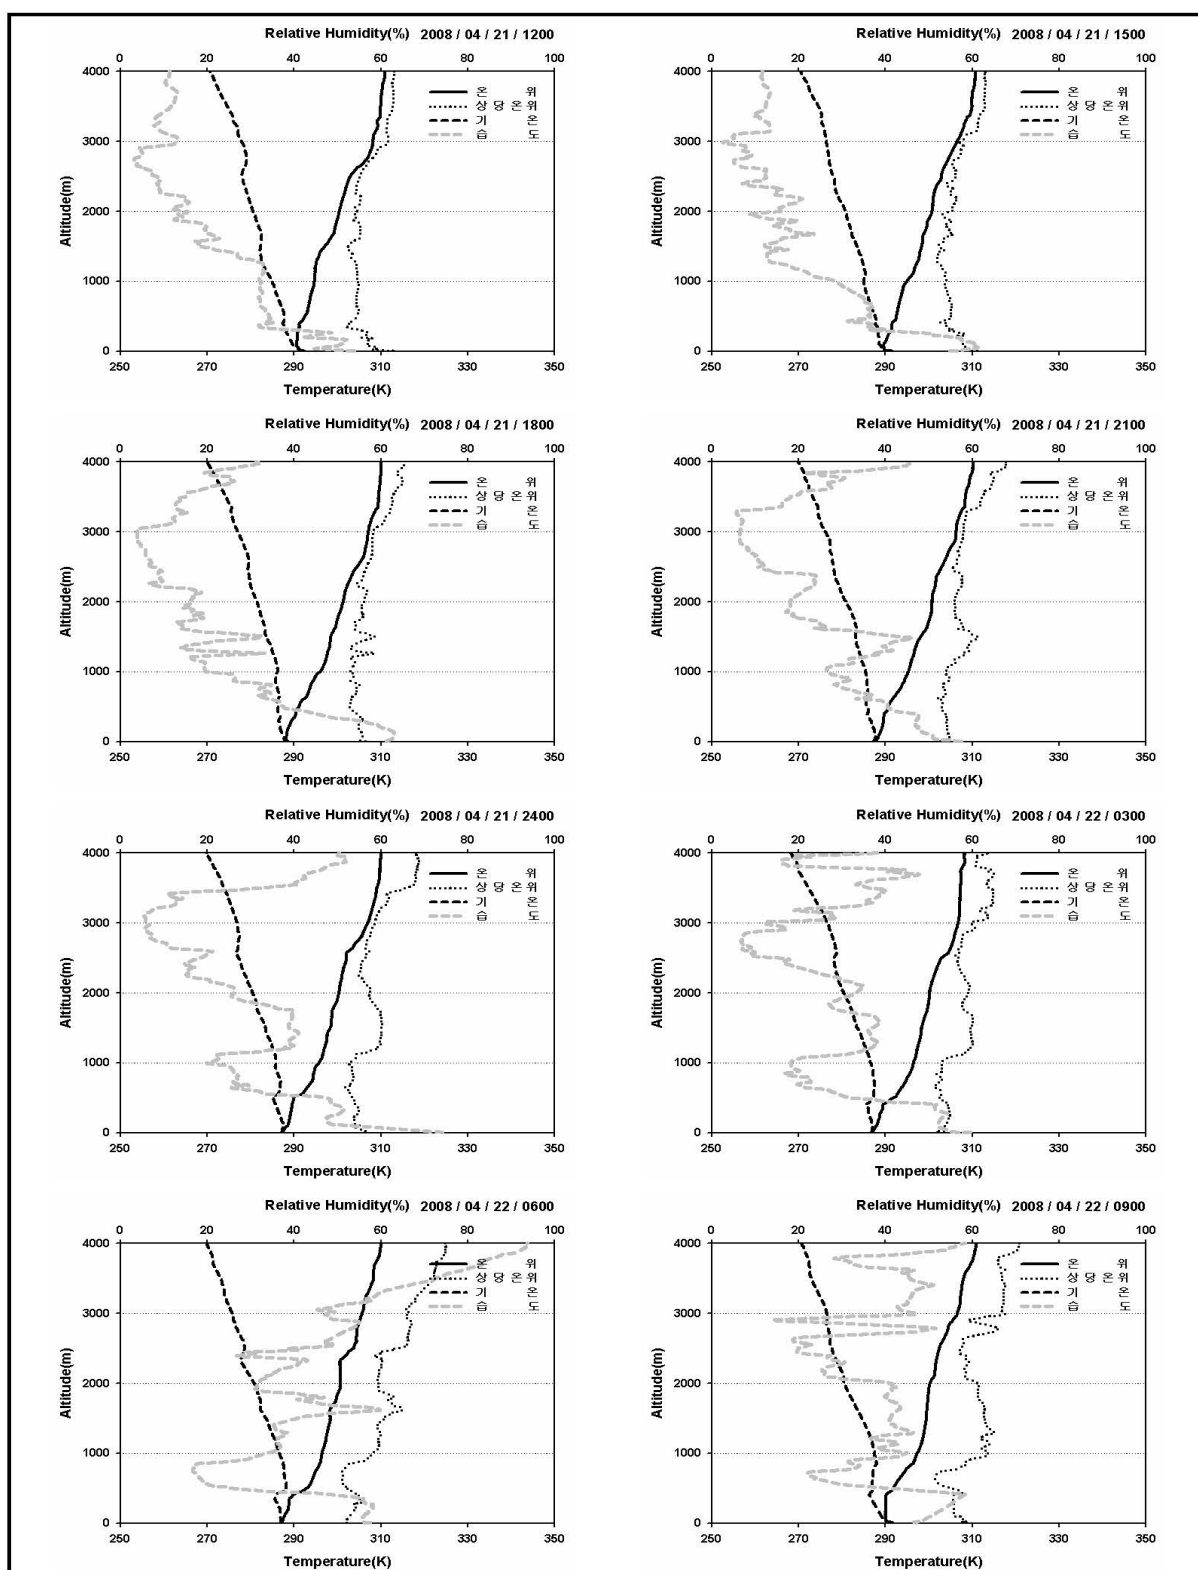 Relative Humidity(%) 2008 / 04 / 21 / 1200
0 20 40 60 80 100
4000
3000
2000
1000
0
Altitude(m)
온 위
상 당 온 위
기 온
습 도
250 270 290 310 330 350
Temperature(K)
Relative Humidity(%) 2008 / 04 / 21 / 1500
0 20 40 60 80 100
4000
3000
2000
1000
0
Altitude(m)
온 위
상 당 온 위
기 온
습 도
250 270 290 310 330 350
Temperature(K)
Relative Humidity(%) 2008 / 04 / 21 / 1800
0 20 40 60 80 100
4000
3000
2000
1000
0
Altitude(m)
온 위
상 당 온 위
기 온
습 도
250 270 290 310 330 350
Temperature(K)
Relative Humidity(%) 2008 / 04 / 21 / 2100
0 20 40 60 80 100
4000
3000
2000
1000
0
Altitude(m)
온 위
상 당 온 위
기 온
습 도
250 270 290 310 330 350
Temperature(K)
Relative Humidity(%) 2008 / 04 / 21 / 2400
0 20 40 60 80 100
4000
3000
2000
1000
0
Altitude(m)
온 위
상 당 온 위
기 온
습 도
250 270 290 310 330 350
Temperature(K)
Relative Humidity(%) 2008 / 04 / 22 / 0300
0 20 40 60 80 100
4000
3000
2000
1000
0
Altitude(m)
온 위
상 당 온 위
기 온
습 도
250 270 290 310 330 350
Temperature(K)
Relative Humidity(%) 2008 / 04 / 22 / 0600
0 20 40 60 80 100
4000
3000
2000
1000
0
Altitude(m)
온 위
상 당 온 위
기 온
습 도
250 270 290 310 330 350
Temperature(K)
Relative Humidity(%) 2008 / 04 / 22 / 0900
0 20 40 60 80 100
4000
3000
2000
1000
0
Altitude(m)
온 위
상 당 온 위
기 온
습 도
250 270 290 310 330 350
Temperature(K)